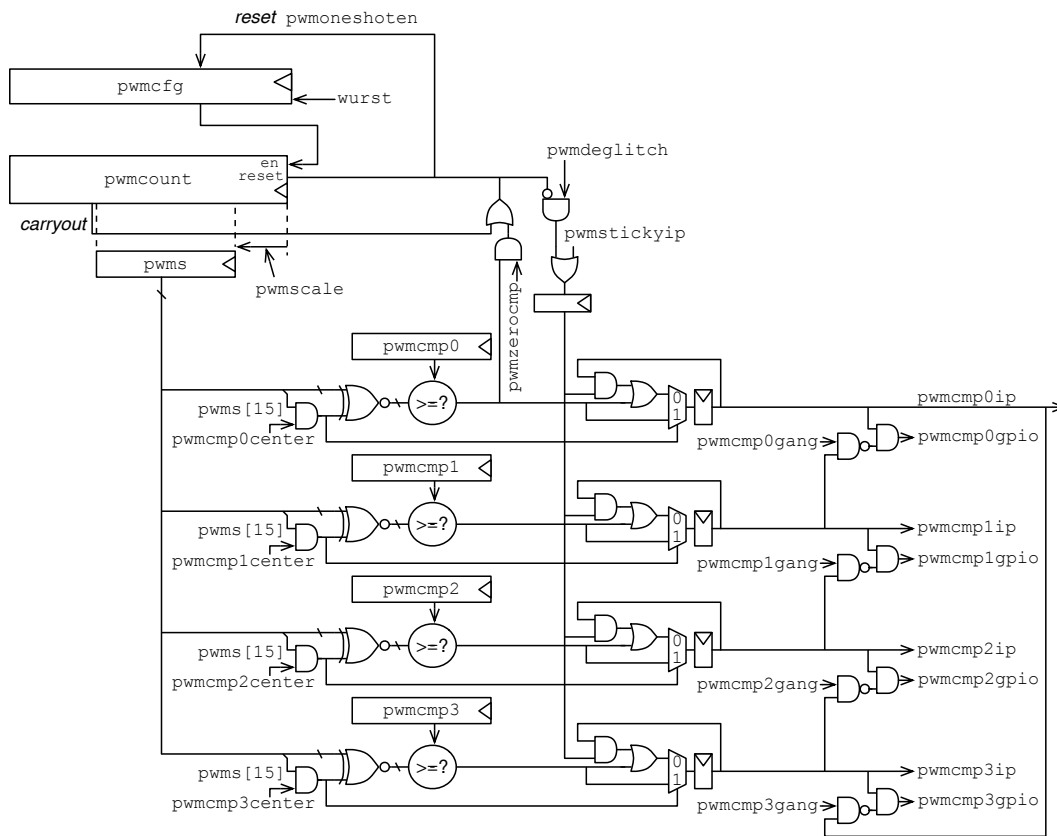 reset pwmoneshoten
pwmcfg
wurst
en
reset
pwmcount
pwmdeglitch
carryout
pwmstickyip
pwms
pwmscale
pwmzerocmp
pwmcmp0
>=?
0
1
pwms[15]
pwmcmp0center
pwmcmp0ip
pwmcmp0gang
pwmcmp0gpio
pwmcmp1
>=?
0
1
pwms[15]
pwmcmp1center
pwmcmp1ip
pwmcmp1gang
pwmcmp1gpio
pwmcmp2
>=?
0
1
pwms[15]
pwmcmp2center
pwmcmp2ip
pwmcmp2gang
pwmcmp2gpio
pwmcmp3
>=?
0
1
pwms[15]
pwmcmp3center
pwmcmp3ip
pwmcmp3gang
pwmcmp3gpio